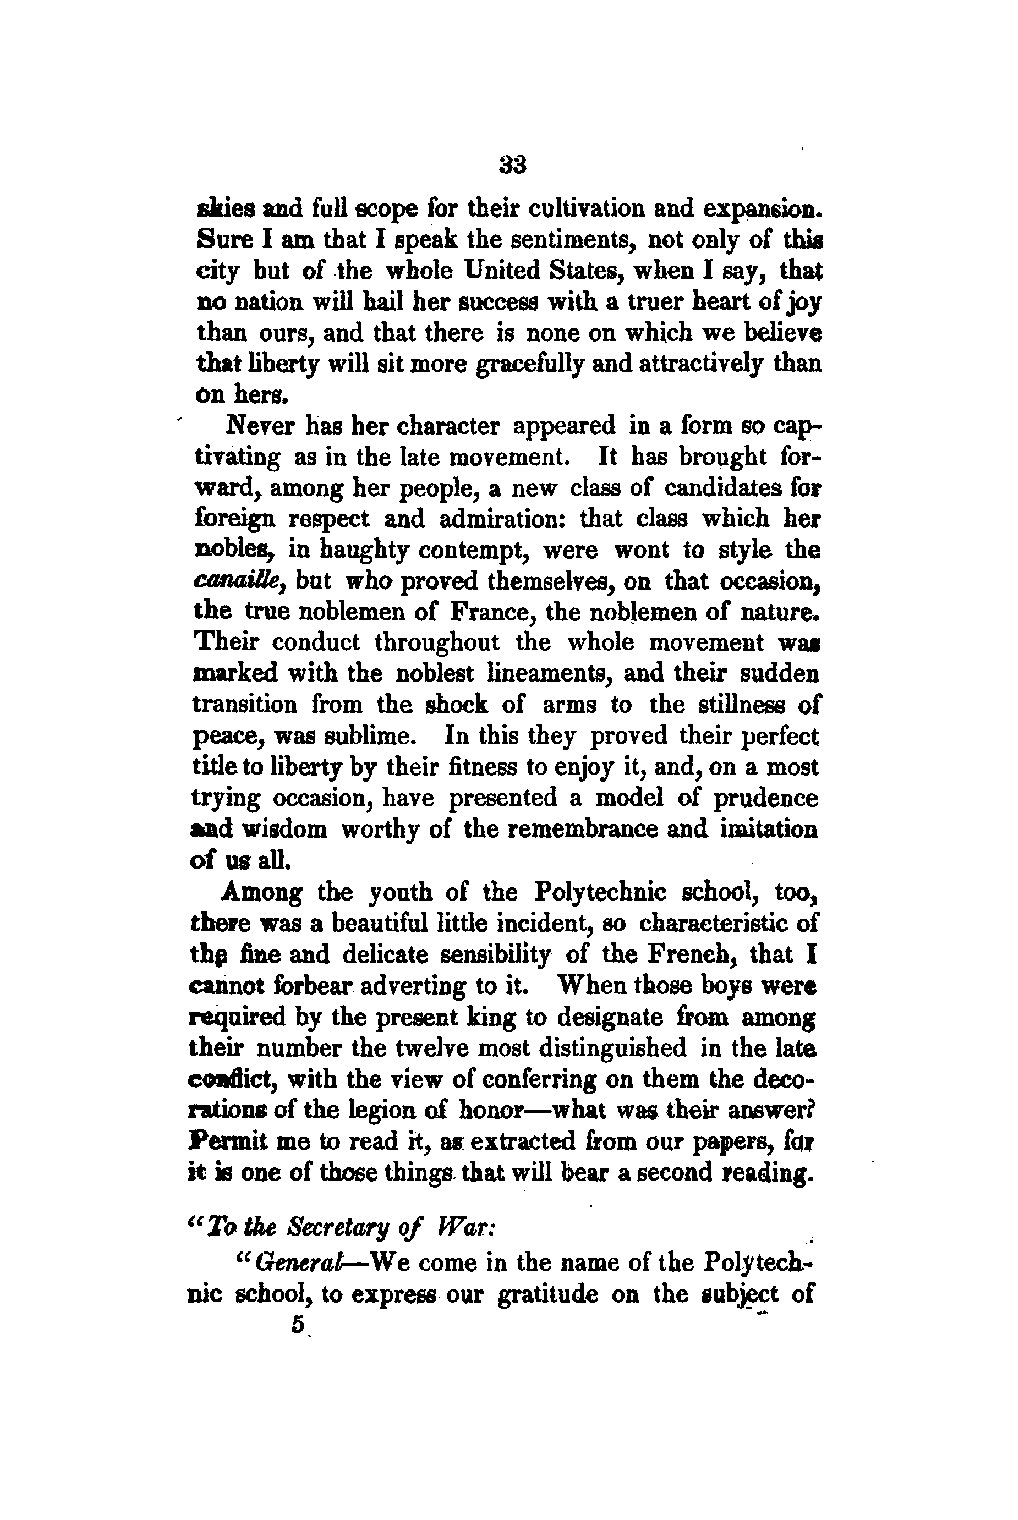 33
skies and full scope for their cultivation and expansion.
Sure I am that I speak the sentiments, not only of this
city but of the whole United States, when I say, that
no nation will hail her success with a truer heart of joy
than ours, and that there is none on which we believe
that liberty will sit more gracefully and attractively than
on hers.
Never has her character appeared in a form so cap-
tivating as in the late movement. It has brought for-
ward, among her people, a new class of candidates for
foreign respect and admiration: that class which her
nobles, in haughty contempt, were wont to style the
canaille, but who proved themselves, on that occasion,
the true noblemen of France, the noblemen of nature.
Their conduct throughout the whole movement was
marked with the noblest lineaments, and their sudden
transition from the shock of arms to the stillness of
peace, was sublime. In this they proved their perfect
title to liberty by their fitness to enjoy it, and, on a most
trying occasion, have presented a model of prudence
and wisdom worthy of the remembrance and imitation
of us all.
Among the youth of the Polytechnic school, too,
there was a beautiful little incident, so characteristic of
the fine and delicate sensibility of the French, that I
cannot forbear adverting to it. When those boys were
required by the present king to designate from among
their number the twelve most distinguished in the late
conflict, with the view of conferring on them the deco-
rations of the legion of honor—what was their answer?
Permit me to read it, as extracted from our papers, for
it is one of those things that will bear a second reading.
"To the Secretary of War:
"General—We come in the name of the Polytech-
nic school, to express our gratitude on the subject of
5